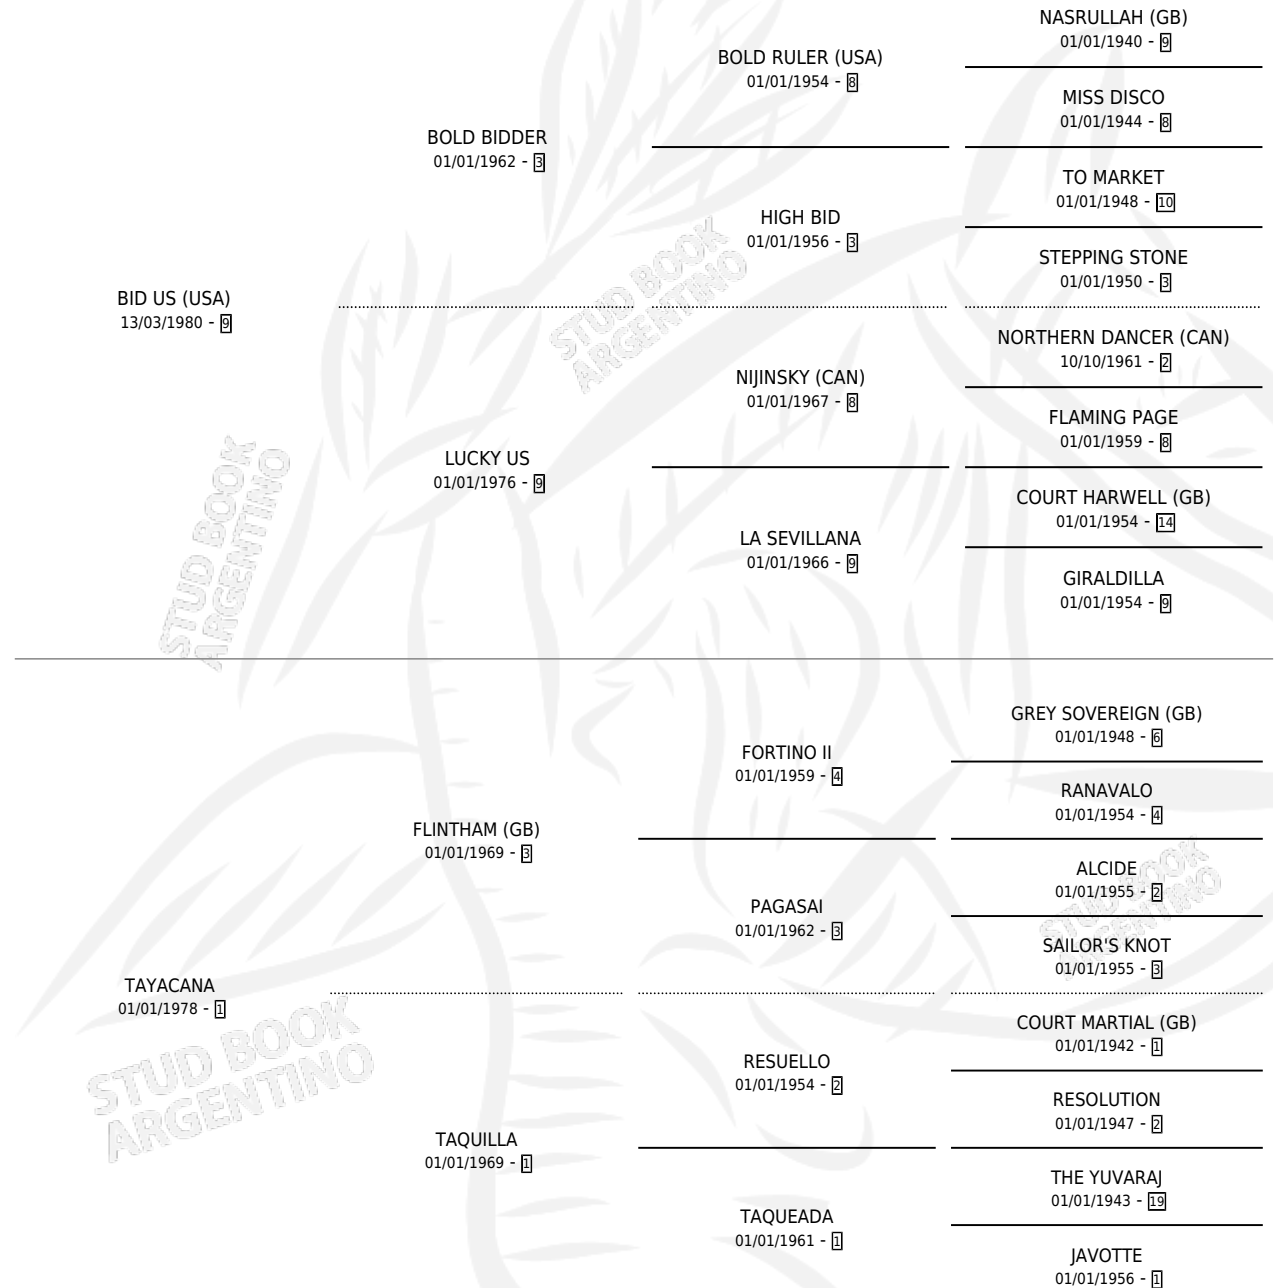 NASRULLAH (GB)
01/01/1940 - 9
BOLD RULER (USA)
01/01/1954 - 8
MISS DISCO
01/01/1944 - 8
BOLD BIDDER
01/01/1962 - 3
TO MARKET
01/01/1948 - 10
HIGH BID
01/01/1956 - 3
STEPPING STONE
01/01/1950 - 3
BID US (USA)
13/03/1980 - 9
NORTHERN DANCER (CAN)
10/10/1961 - 2
NIJINSKY (CAN)
01/01/1967 - 8
FLAMING PAGE
01/01/1959 - 8
LUCKY US
01/01/1976 - 9
COURT HARWELL (GB)
01/01/1954 - 14
LA SEVILLANA
01/01/1966 - 9
GIRALDILLA
01/01/1954 - 9
GREY SOVEREIGN (GB)
01/01/1948 - 6
FORTINO II
01/01/1959 - 4
RANAVALO
01/01/1954 - 4
FLINTHAM (GB)
01/01/1969 - 3
ALCIDE
01/01/1955 - 2
PAGASAI
01/01/1962 - 3
SAILOR'S KNOT
01/01/1955 - 3
TAYACANA
01/01/1978 - 1
COURT MARTIAL (GB)
01/01/1942 - 1
RESUELLO
01/01/1954 - 2
RESOLUTION
01/01/1947 - 2
TAQUILLA
01/01/1969 - 1
THE YUVARAJ
01/01/1943 - 19
TAQUEADA
01/01/1961 - 1
JAVOTTE
01/01/1956 - 1
STUD BOOK
ARGENTINO
STUD BOOK
ARGENTINO
STUD BOOK
ARGENTINO
STUD BOOK
ARGENTINO